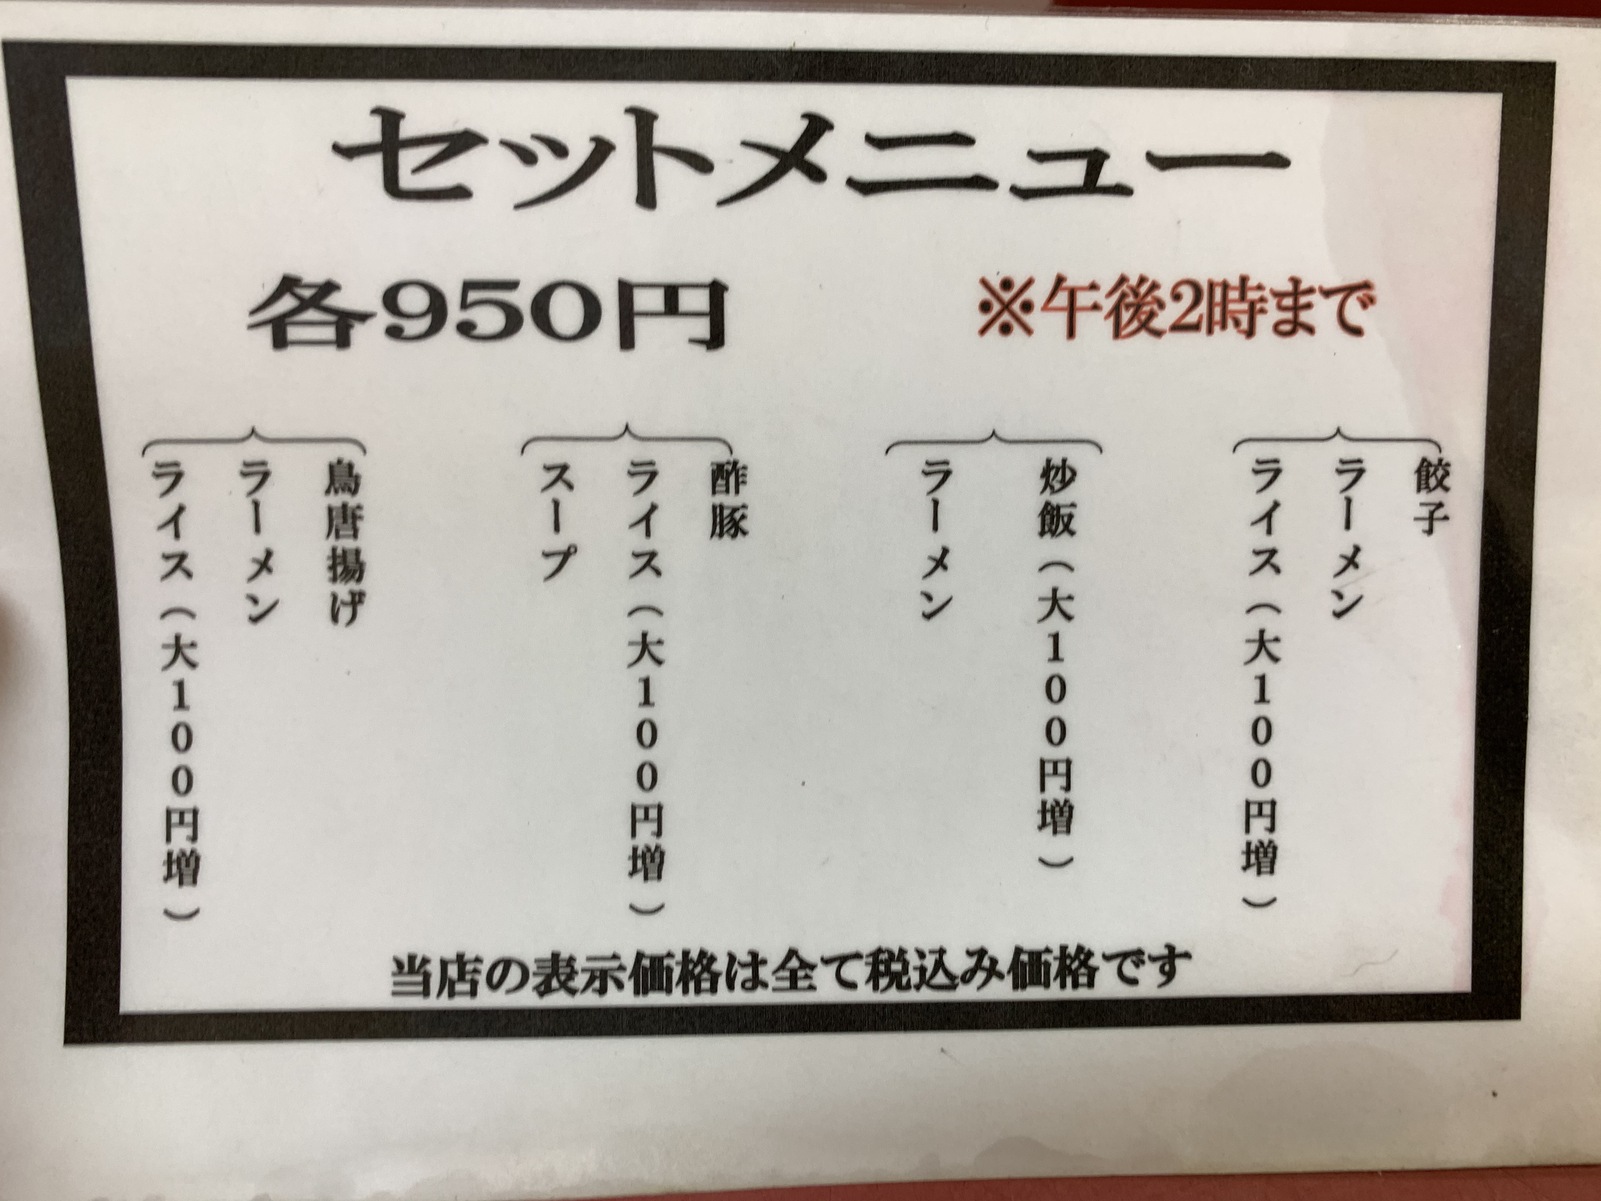 セットメニュー
各950円
※午後2時まで
餃子
ラーメン
ライス（大100円増）
炒飯（大100円増）
ラーメン
酢豚
ライス（大100円増）
スープ
鳥唐揚げ
ラーメン
ライス（大100円増）
当店の表示価格は全て税込み価格です